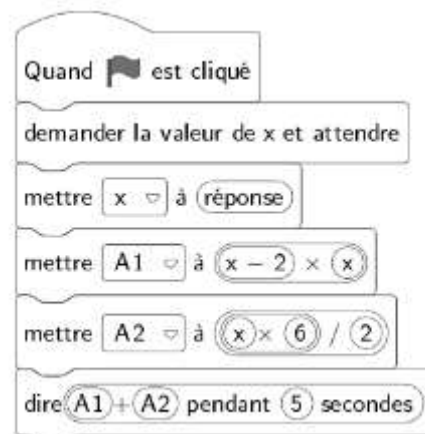 Quand est cliqué
demander la valeur de x et attendre
mettre x à réponse
mettre A1 à x − 2 × x
mettre A2 à x × 6 / 2
dire A1 + A2 pendant 5 secondes